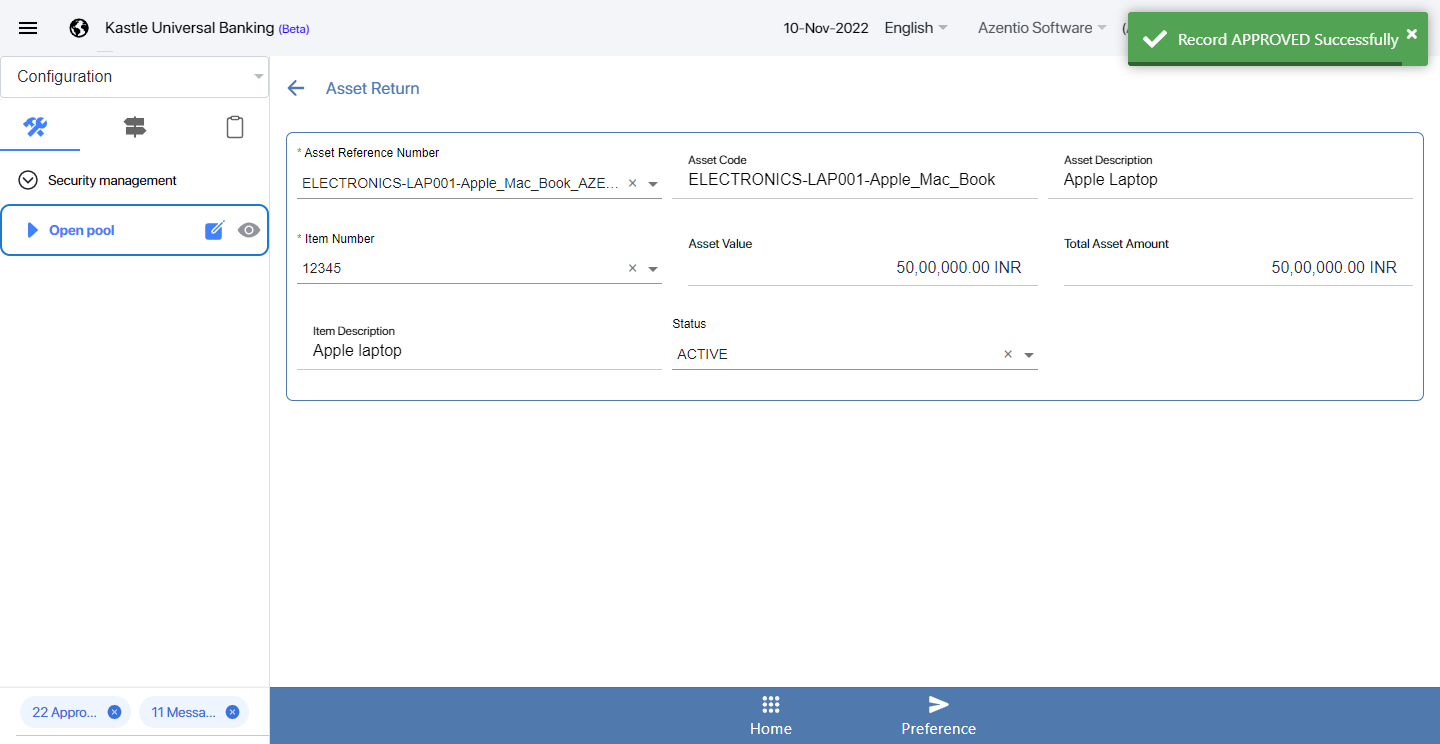 Kastle Universal Banking (Beta)
10-Nov-2022
English
Azentio Software
Record APPROVED Successfully
Configuration
Security management
Open pool
Asset Return
* Asset Reference Number
ELECTRONICS-LAP001-Apple_Mac_Book_AZE...
Asset Code
ELECTRONICS-LAP001-Apple_Mac_Book
Asset Description
Apple Laptop
* Item Number
12345
Asset Value
50,00,000.00 INR
Total Asset Amount
50,00,000.00 INR
Item Description
Apple laptop
Status
ACTIVE
22 Appro...
11 Messa...
Home
Preference